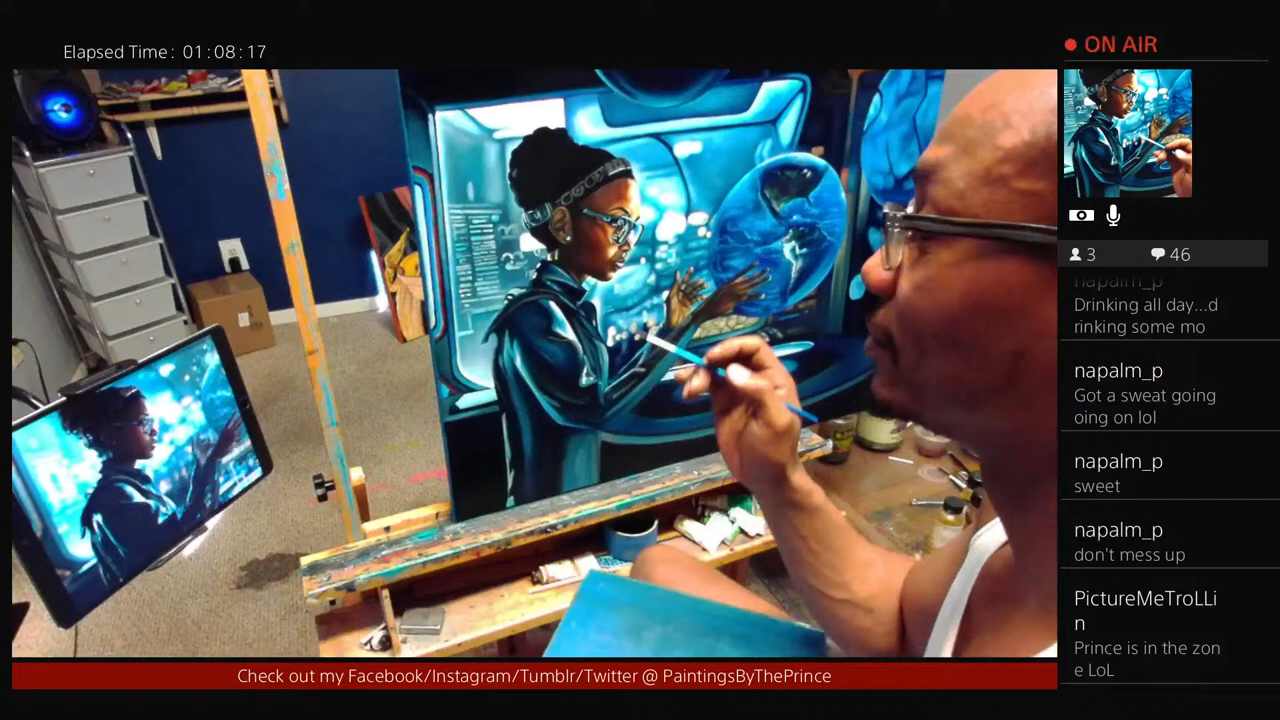 Elapsed Time: 01:08:17
ON AIR
3 46
napalm_p
Drinking all day...d
rinking some mo
napalm_p
Got a sweat going
oing on lol
napalm_p
sweet
napalm_p
don't mess up
PictureMeTroLLi
n
Prince is in the zon
e LoL
Check out my Facebook/Instagram/Tumblr/Twitter @ PaintingsByThePrince